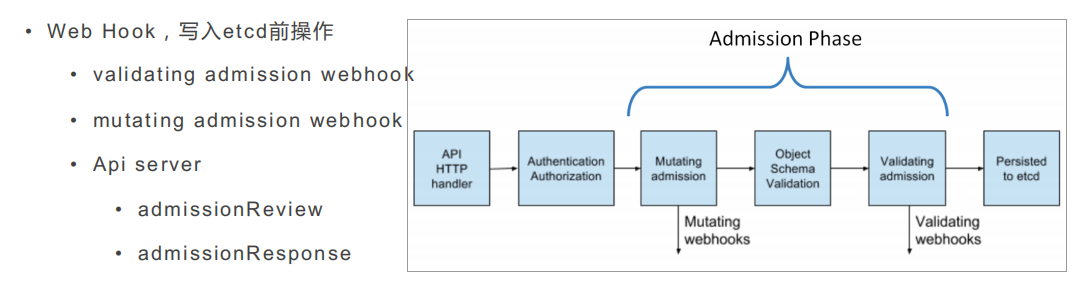 Web Hook，写入etcd前操作
validating admission webhook
mutating admission webhook
Api server
admissionReview
admissionResponse
Admission Phase
API
HTTP
handler
Authentication
Authorization
Mutating
admission
Object
Schema
Validation
Validating
admission
Persisted
to etcd
Mutating
webhooks
Validating
webhooks